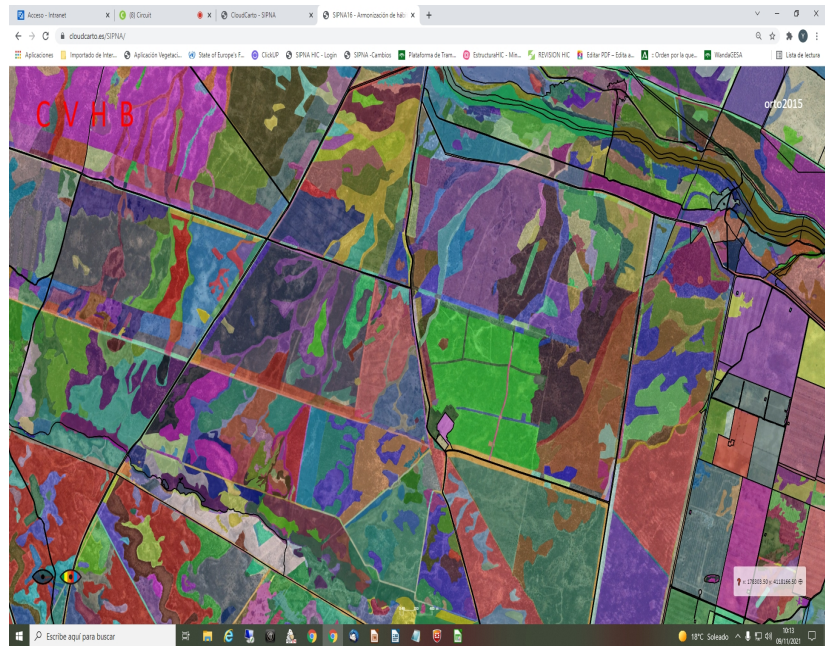 Acceso - Intranet
(8) Circuit
CloudCarto - SIPNA
SIPNA16 - Armonización de háb
cloudcarto.es/SIPNA/
Aplicaciones
Importado de Inter...
Aplicación Vegetaci...
State of Europe's F...
ClickUP
SIPNA HIC - Login
SIPNA -Cambios
Plataforma de Tram...
EstructuraHIC - Min...
REVISION HIC
Editar PDF – Edita a...
= Orden por la que...
WandaGESA
Lista de lectura
C V H B
orto2015
4118166.50
Escribe aquí para buscar
18°C Soleado
10:13
09/11/2021